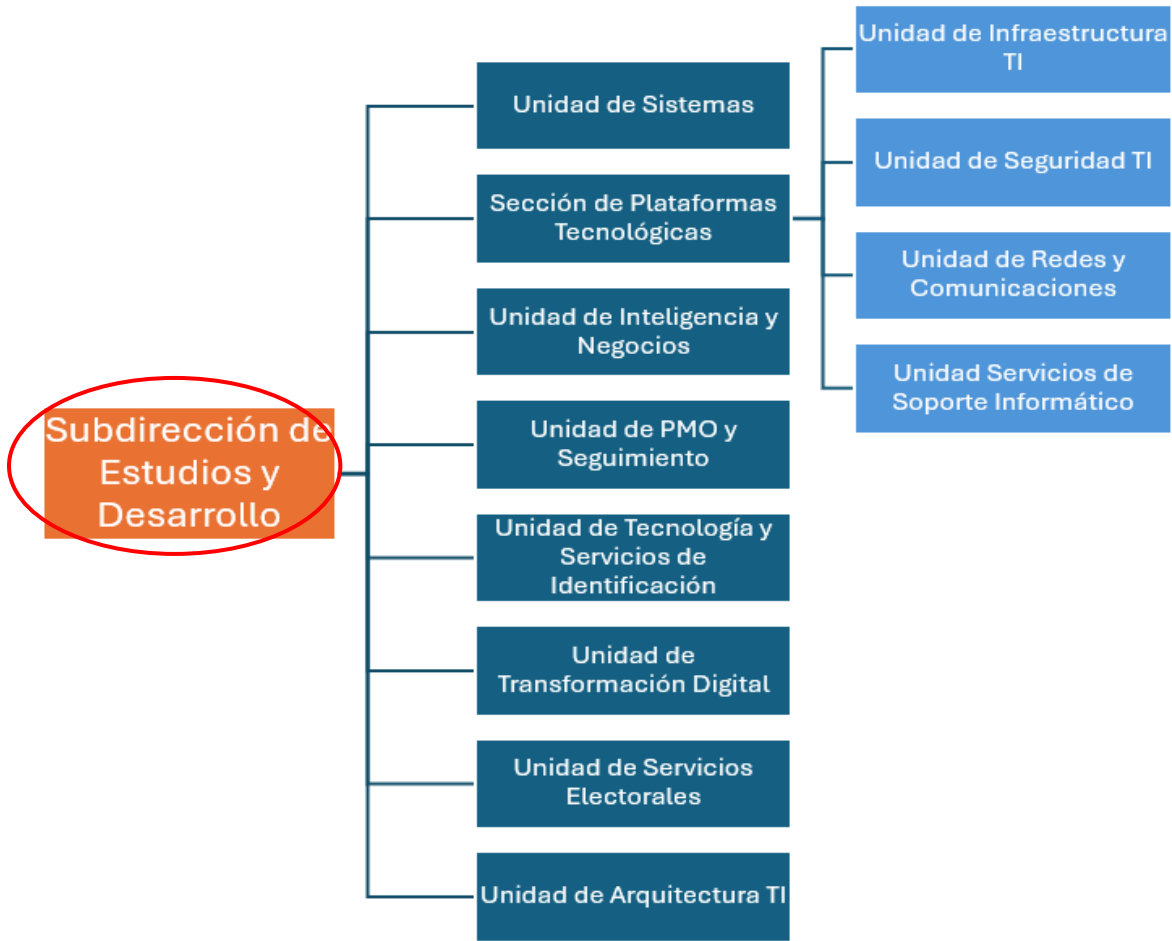 Subdirección de
Estudios y
Desarrollo
Unidad de Sistemas
Sección de Plataformas
Tecnológicas
Unidad de Inteligencia y
Negocios
Unidad de PMO y
Seguimiento
Unidad de Tecnología y
Servicios de
Identificación
Unidad de
Transformación Digital
Unidad de Servicios
Electorales
Unidad de Arquitectura TI
Unidad de Infraestructura
TI
Unidad de Seguridad TI
Unidad de Redes y
Comunicaciones
Unidad Servicios de
Soporte Informático